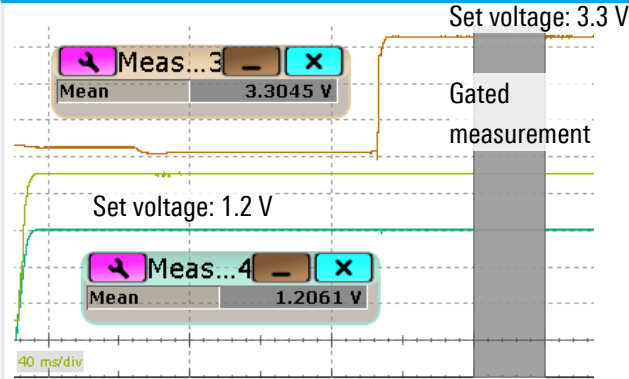 Set voltage: 3.3 V
Meas...3
Mean 3.3045 V
Gated
measurement
Set voltage: 1.2 V
Meas...4
Mean 1.2061 V
40 ms/div